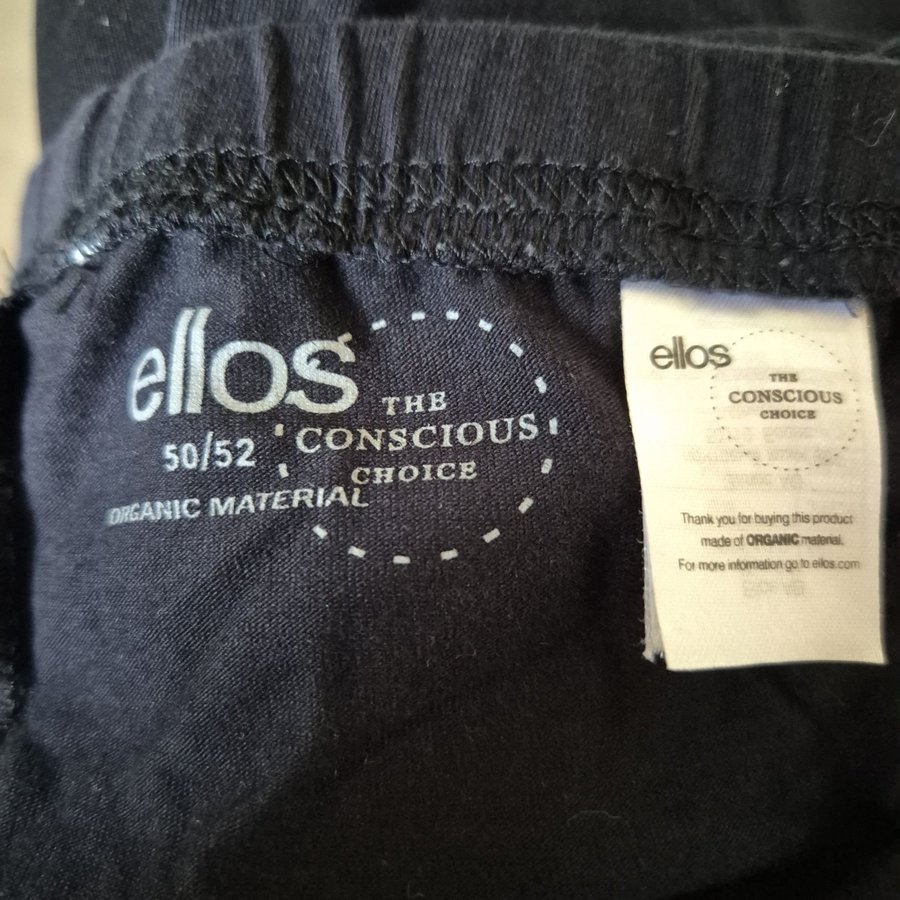 ellos
50/52
THE
CONSCIOUS
CHOICE
ORGANIC MATERIAL
ellos
THE
CONSCIOUS
CHOICE
Thank you for buying this product
made of ORGANIC material.
For more information go to ellos.com